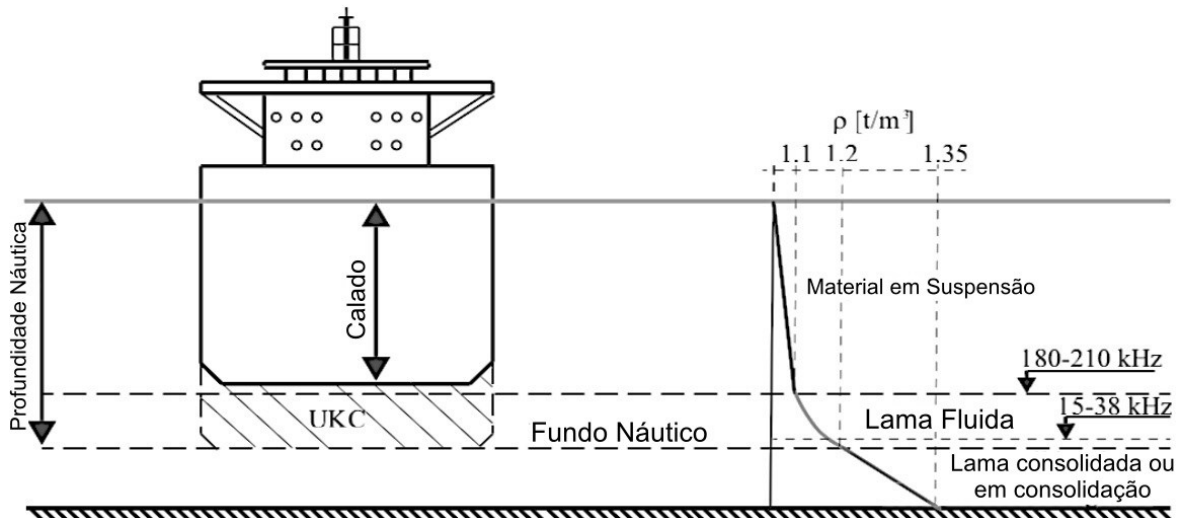 ρ [t/m³]
1.1
1.2
1.35
Profundidade Náutica
Calado
Material em Suspensão
180-210 kHz
UKC
Fundo Náutico
Lama Fluida
15-38 kHz
Lama consolidada ou
em consolidação